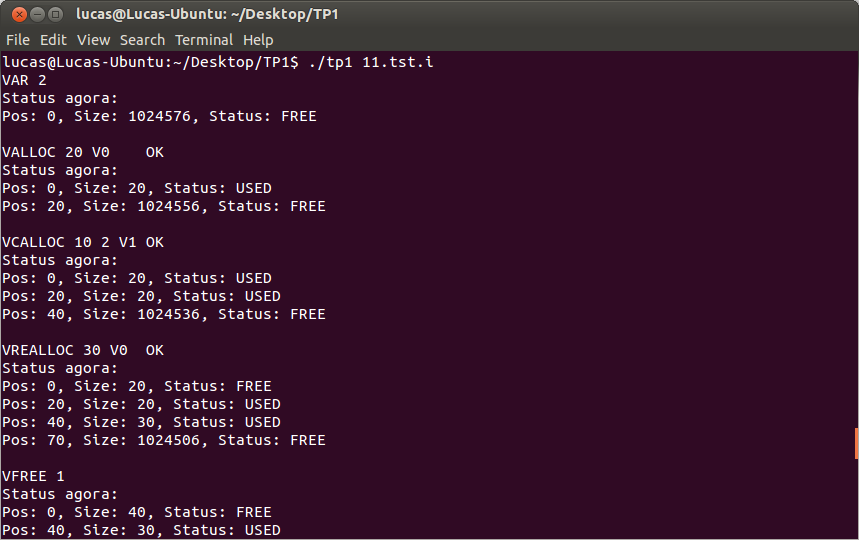 lucas@Lucas-Ubuntu: ~/Desktop/TP1
File Edit View Search Terminal Help
lucas@Lucas-Ubuntu:~/Desktop/TP1$ ./tp1 11.tst.i
VAR 2
Status agora:
Pos: 0, Size: 1024576, Status: FREE
VALLOC 20 V0    OK
Status agora:
Pos: 0, Size: 20, Status: USED
Pos: 20, Size: 1024556, Status: FREE
VCALLOC 10 2 V1 OK
Status agora:
Pos: 0, Size: 20, Status: USED
Pos: 20, Size: 20, Status: USED
Pos: 40, Size: 1024536, Status: FREE
VREALLOC 30 V0  OK
Status agora:
Pos: 0, Size: 20, Status: FREE
Pos: 20, Size: 20, Status: USED
Pos: 40, Size: 30, Status: USED
Pos: 70, Size: 1024506, Status: FREE
VFREE 1
Status agora:
Pos: 0, Size: 40, Status: FREE
Pos: 40, Size: 30, Status: USED